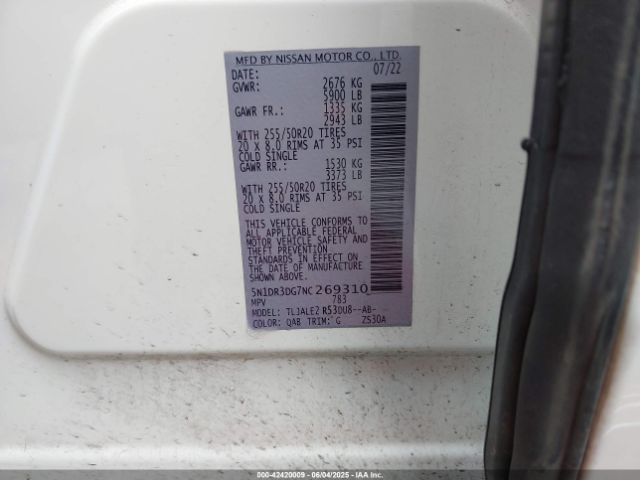 MFD BY NISSAN MOTOR CO., LTD.
DATE: 07/22
GVWR: 2676 KG
5900 LB
GAWR FR.: 1335 KG
2943 LB
WITH 255/50R20 TIRES
20 X 8.0 RIMS AT 35 PSI
COLD SINGLE
GAWR RR.: 1530 KG
3373 LB
WITH 255/50R20 TIRES
20 X 8.0 RIMS AT 35 PSI
COLD SINGLE
THIS VEHICLE CONFORMS TO
ALL APPLICABLE FEDERAL
MOTOR VEHICLE SAFETY AND
THEFT PREVENTION
STANDARDS IN EFFECT ON
THE DATE OF MANUFACTURE
SHOWN ABOVE.
5N1DR3DG7NC269310
MPV 783
MODEL: TLJALEZ R530U8--AB-
COLOR: QAB TRIM: G Z530A
000-42420009 - 06/04/2025 - IAAI.COM